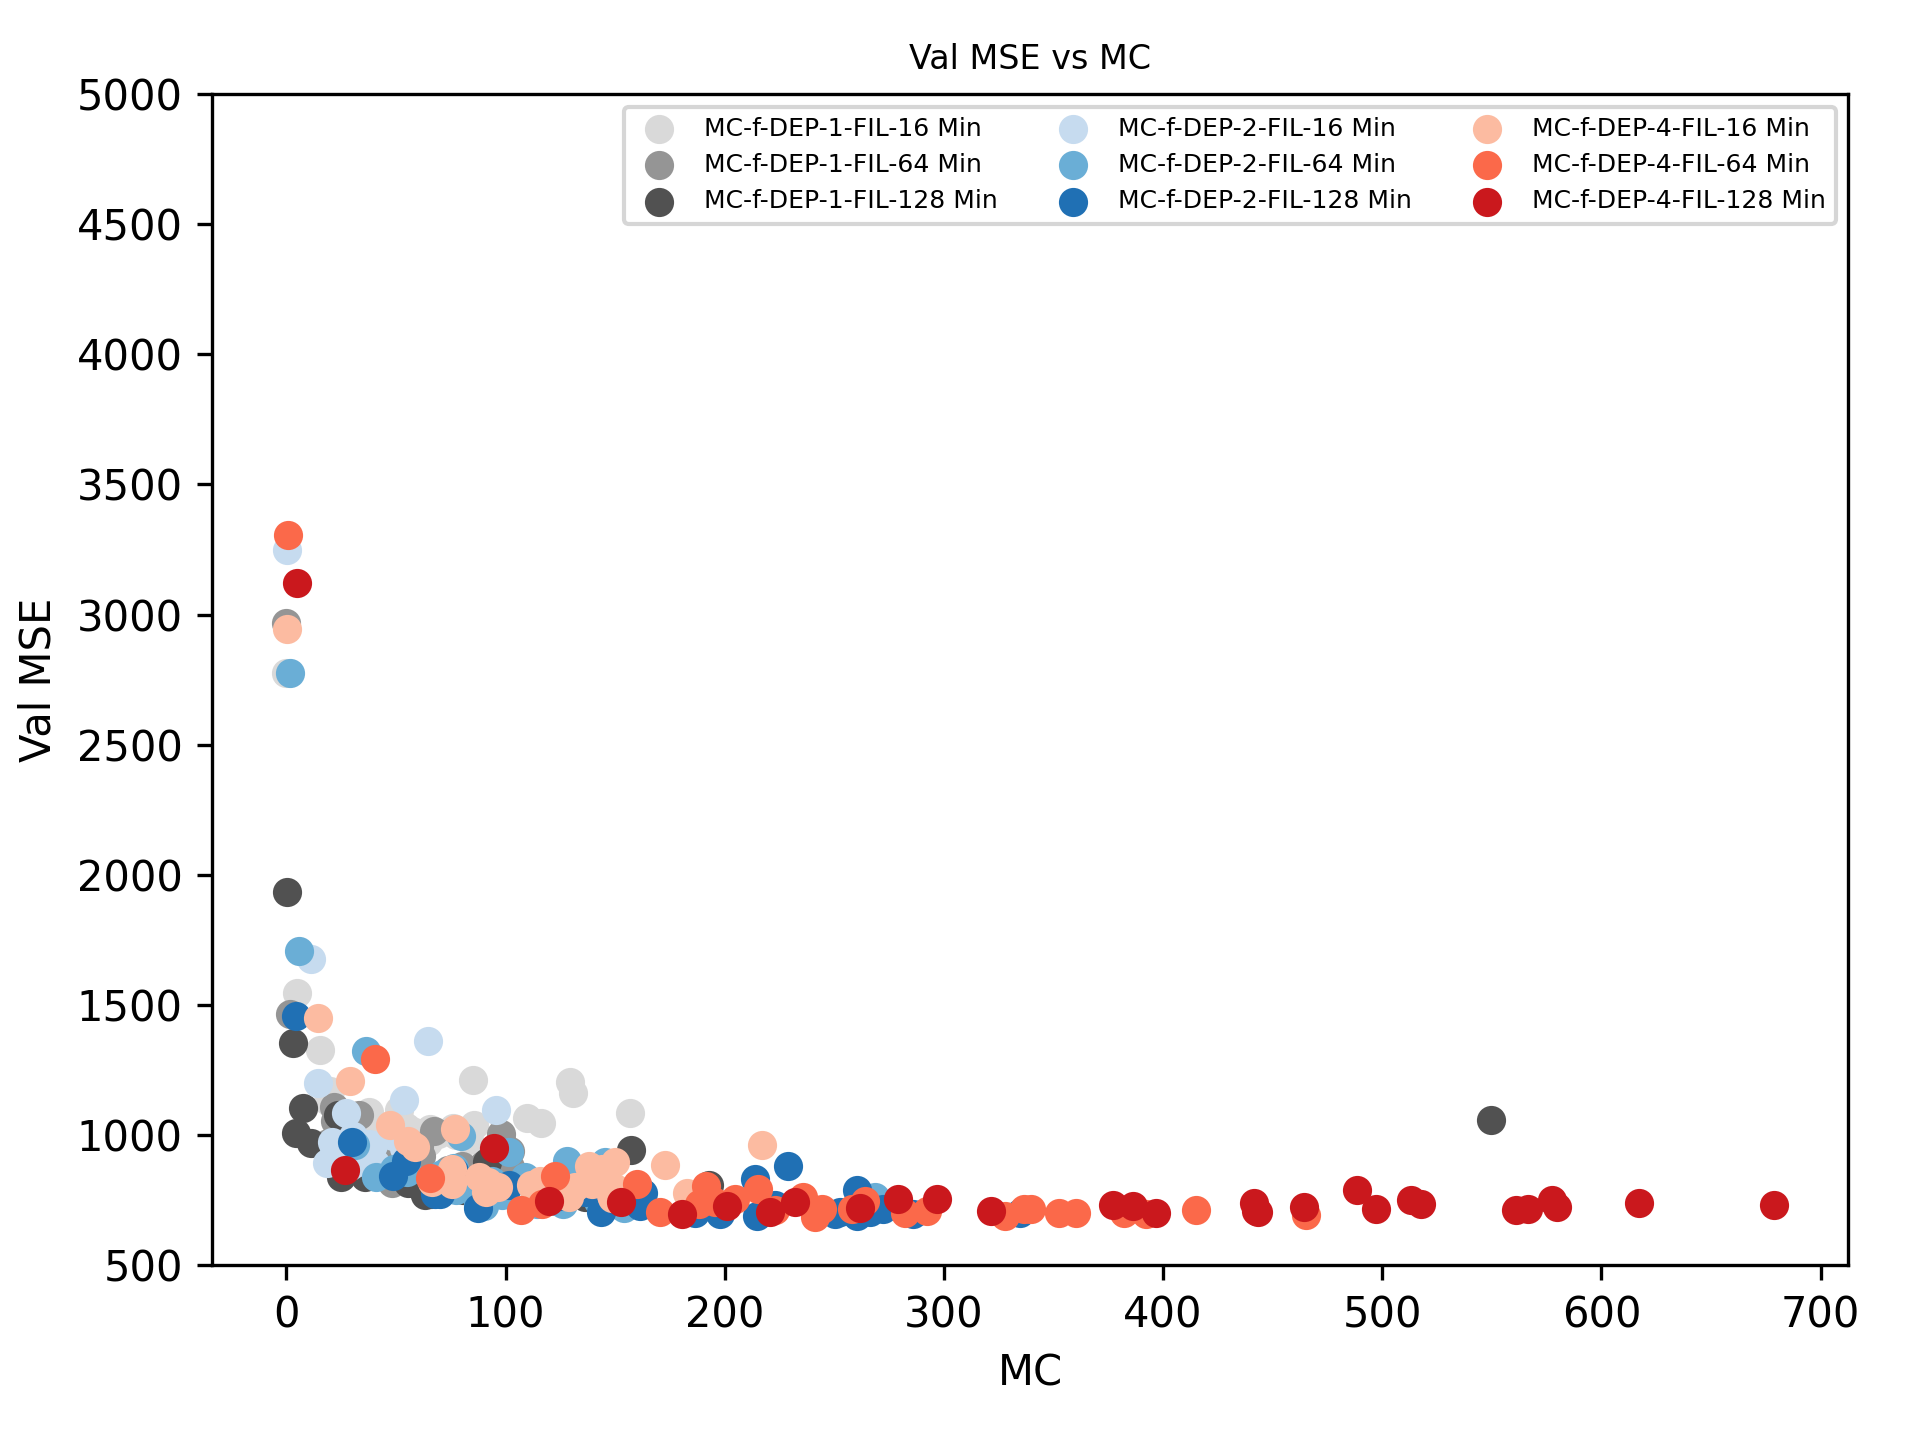 Val MSE vs MC
5000
4500
4000
3500
3000
2500
2000
1500
1000
500
Val MSE
MC-f-DEP-1-FIL-16 Min
MC-f-DEP-1-FIL-64 Min
MC-f-DEP-1-FIL-128 Min
MC-f-DEP-2-FIL-16 Min
MC-f-DEP-2-FIL-64 Min
MC-f-DEP-2-FIL-128 Min
MC-f-DEP-4-FIL-16 Min
MC-f-DEP-4-FIL-64 Min
MC-f-DEP-4-FIL-128 Min
0 100 200 300 400 500 600 700
MC